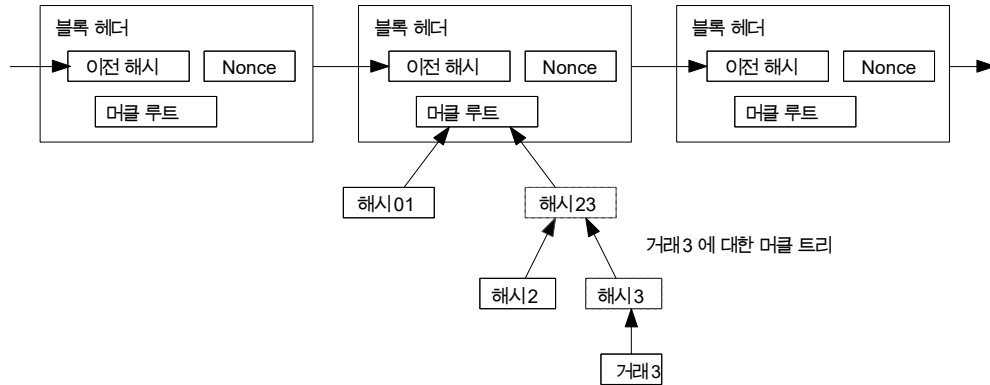 블록 헤더
블록 헤더
블록 헤더
이전 해시
Nonce
이전 해시
Nonce
이전 해시
Nonce
머클 루트
머클 루트
머클 루트
해시01
해시23
거래3 에 대한 머클 트리
해시2
해시3
거래3